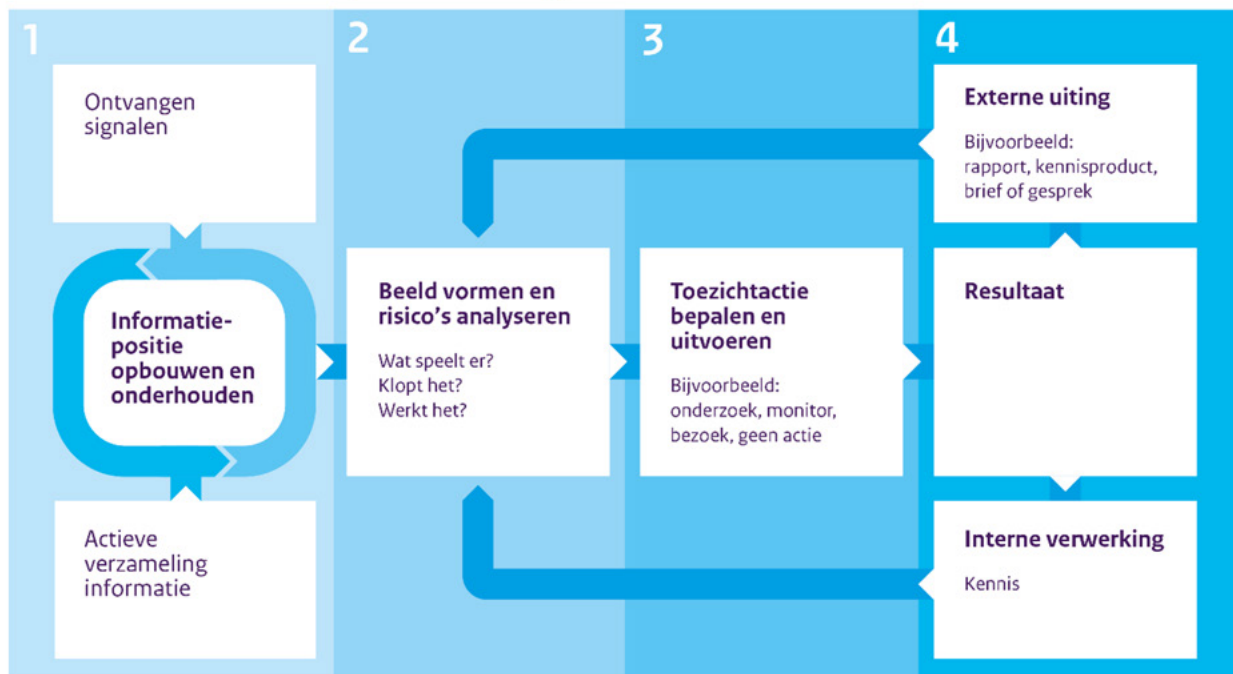 1
Ontvangen
signalen
Informatie-
positie
opbouwen en
onderhouden
Actieve
verzameling
informatie
2
Beeld vormen en
risico's analyseren
Wat speelt er?
Klopt het?
Werkt het?
3
Toezichtactie
bepalen en
uitvoeren
Bijvoorbeeld:
onderzoek, monitor,
bezoek, geen actie
4
Externe uiting
Bijvoorbeeld:
rapport, kennisproduct,
brief of gesprek
Resultaat
Interne verwerking
Kennis